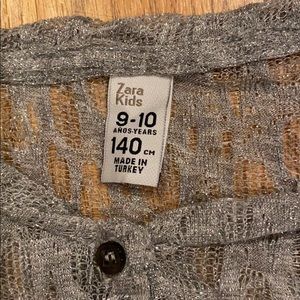 Zara
Kids
9-10
AÑOS-YEARS
140 CM
MADE IN
TURKEY